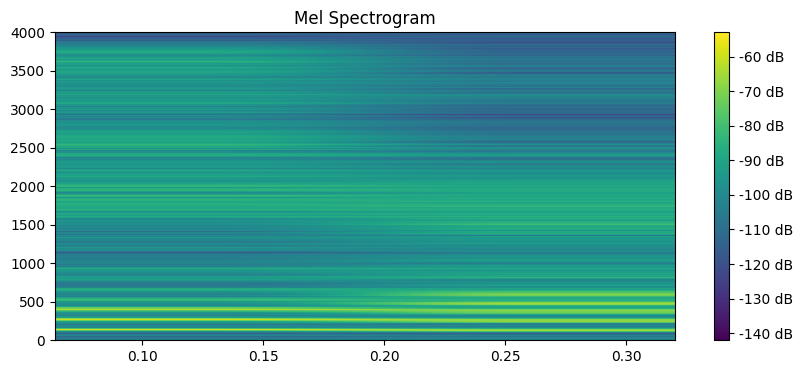 Mel Spectrogram
4000
3500
3000
2500
2000
1500
1000
500
0
0.10 0.15 0.20 0.25 0.30
-60 dB
-70 dB
-80 dB
-90 dB
-100 dB
-110 dB
-120 dB
-130 dB
-140 dB